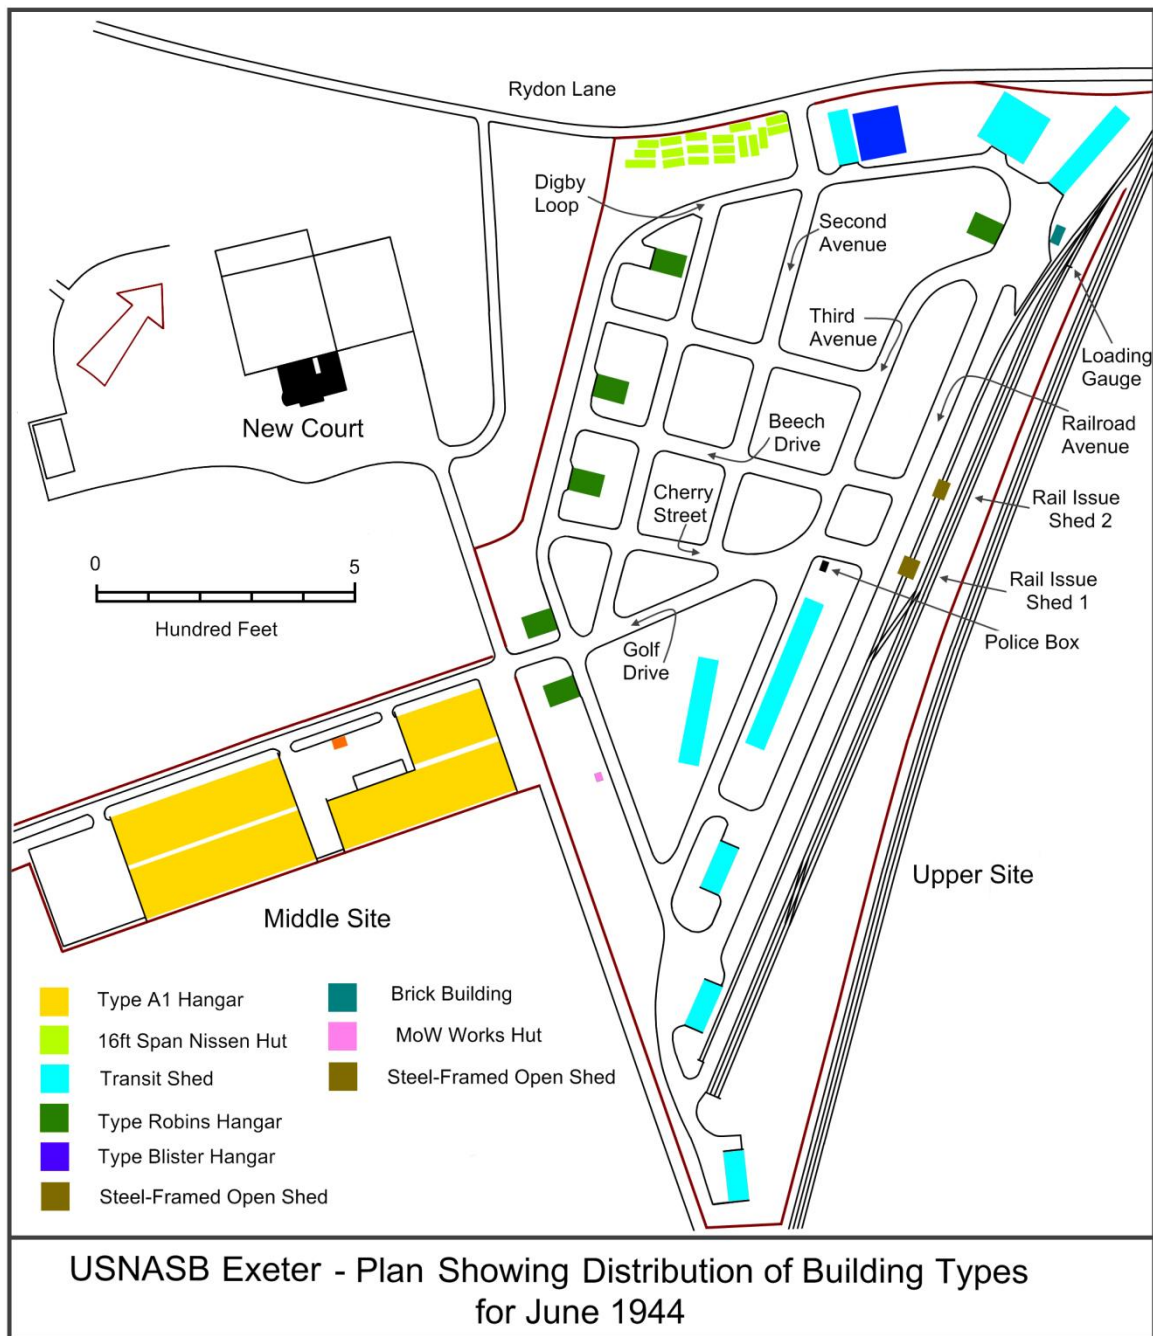 Rydon Lane
Digby
Loop
Second
Avenue
Third
Avenue
Loading
Gauge
New Court
Beech
Drive
Railroad
Avenue
Cherry
Street
Rail Issue
Shed 2
0
5
Hundred Feet
Rail Issue
Shed 1
Police Box
Golf
Drive
Upper Site
Middle Site
Type A1 Hangar
16ft Span Nissen Hut
Transit Shed
Type Robins Hangar
Type Blister Hangar
Steel-Framed Open Shed
Brick Building
MoW Works Hut
Steel-Framed Open Shed
USNASB Exeter - Plan Showing Distribution of Building Types
for June 1944